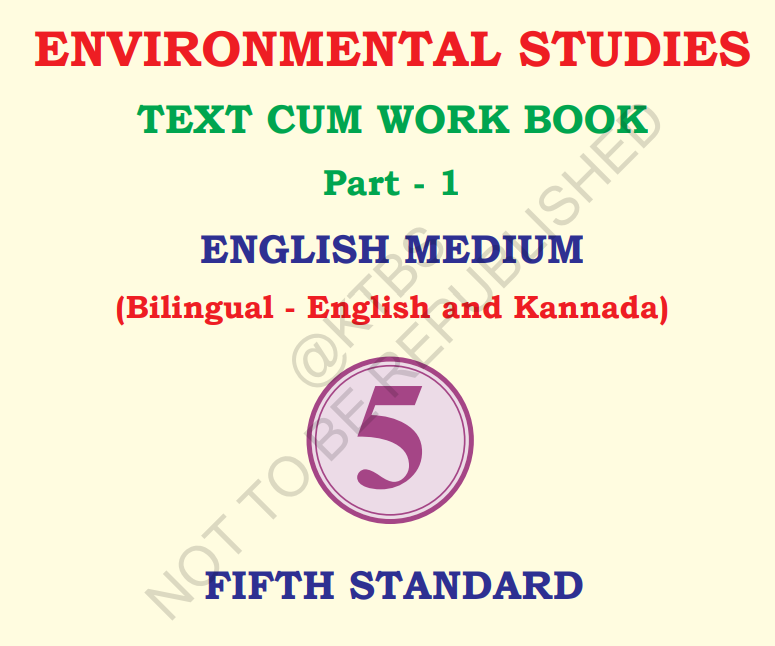 ENVIRONMENTAL STUDIES
TEXT CUM WORK BOOK
Part - 1
ENGLISH MEDIUM
(Bilingual - English and Kannada)
@KTBS
NOT TO BE REPUBLISHED
5
FIFTH STANDARD